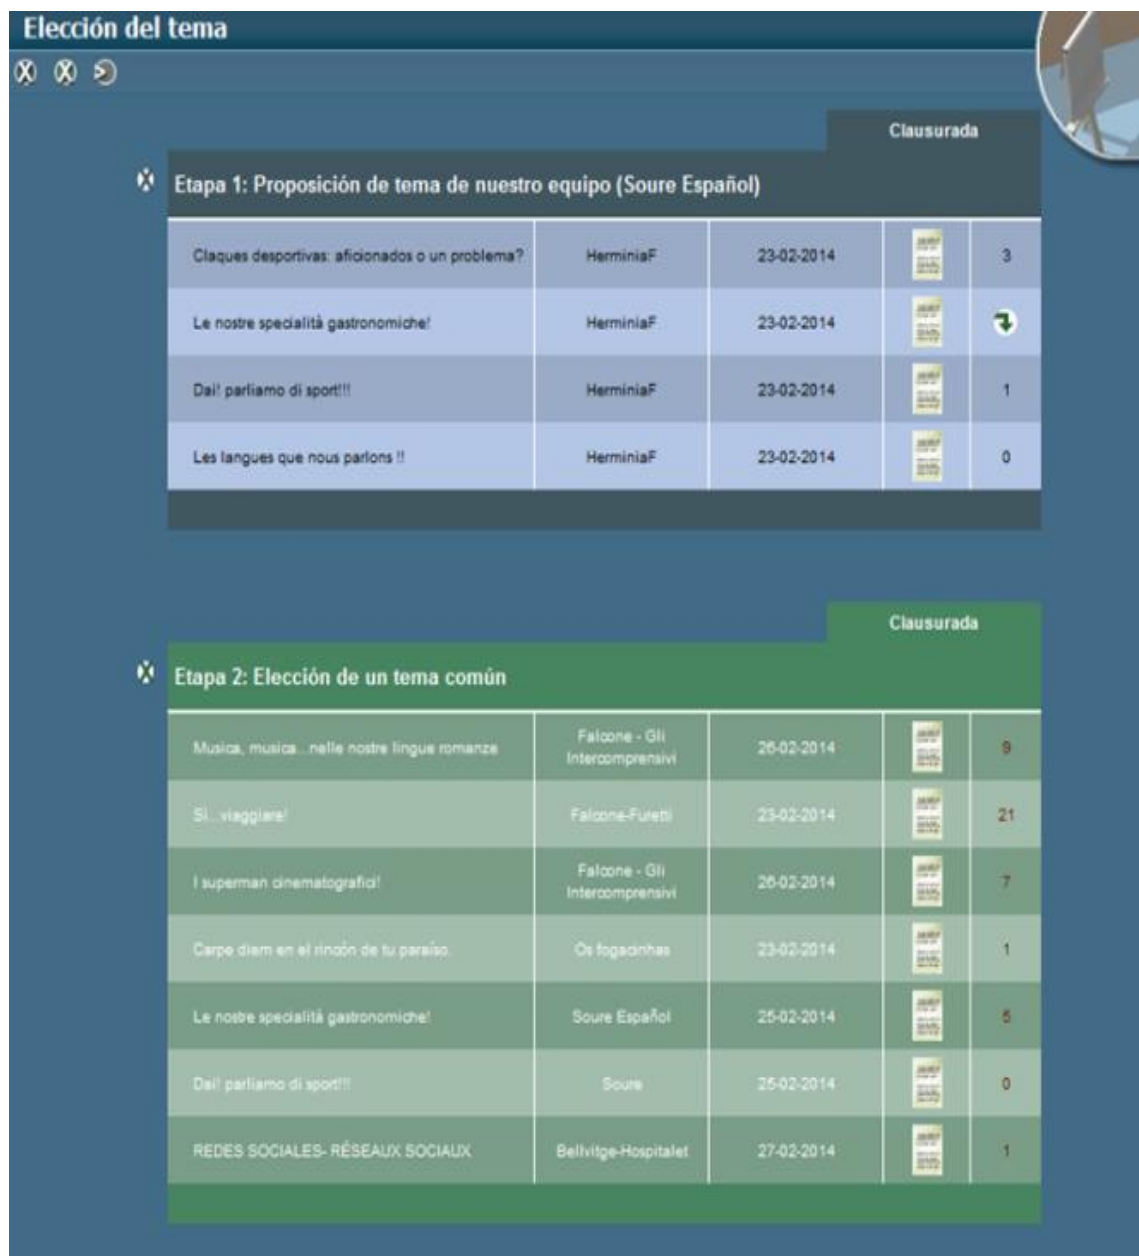 Elección del tema
Clausurada
Etapa 1: Proposición de tema de nuestro equipo (Soure Español)
Claques desportivas: aficionados o un problema? HerminiaF 23-02-2014 3
Le nostre specialità gastronomiche! HerminiaF 23-02-2014
Dai! parliamo di sport!!! HerminiaF 23-02-2014 1
Les langues que nous parlons !! HerminiaF 23-02-2014 0
Clausurada
Etapa 2: Elección de un tema común
Musica, musica...nelle nostre lingue romanze Falcone - Gli
Intercomprensivi 26-02-2014 9
Sì...viaggiare! Falcone-Furetti 23-02-2014 21
I superman cinematografici! Falcone - Gli
Intercomprensivi 26-02-2014 7
Carpe diem en el rincón de tu paraíso. Os fogacinhas 23-02-2014 1
Le nostre specialità gastronomiche! Soure Español 25-02-2014 5
Dai! parliamo di sport!!! Soure 25-02-2014 0
REDES SOCIALES- RÉSEAUX SOCIAUX Bellvitge-Hospitalet 27-02-2014 1